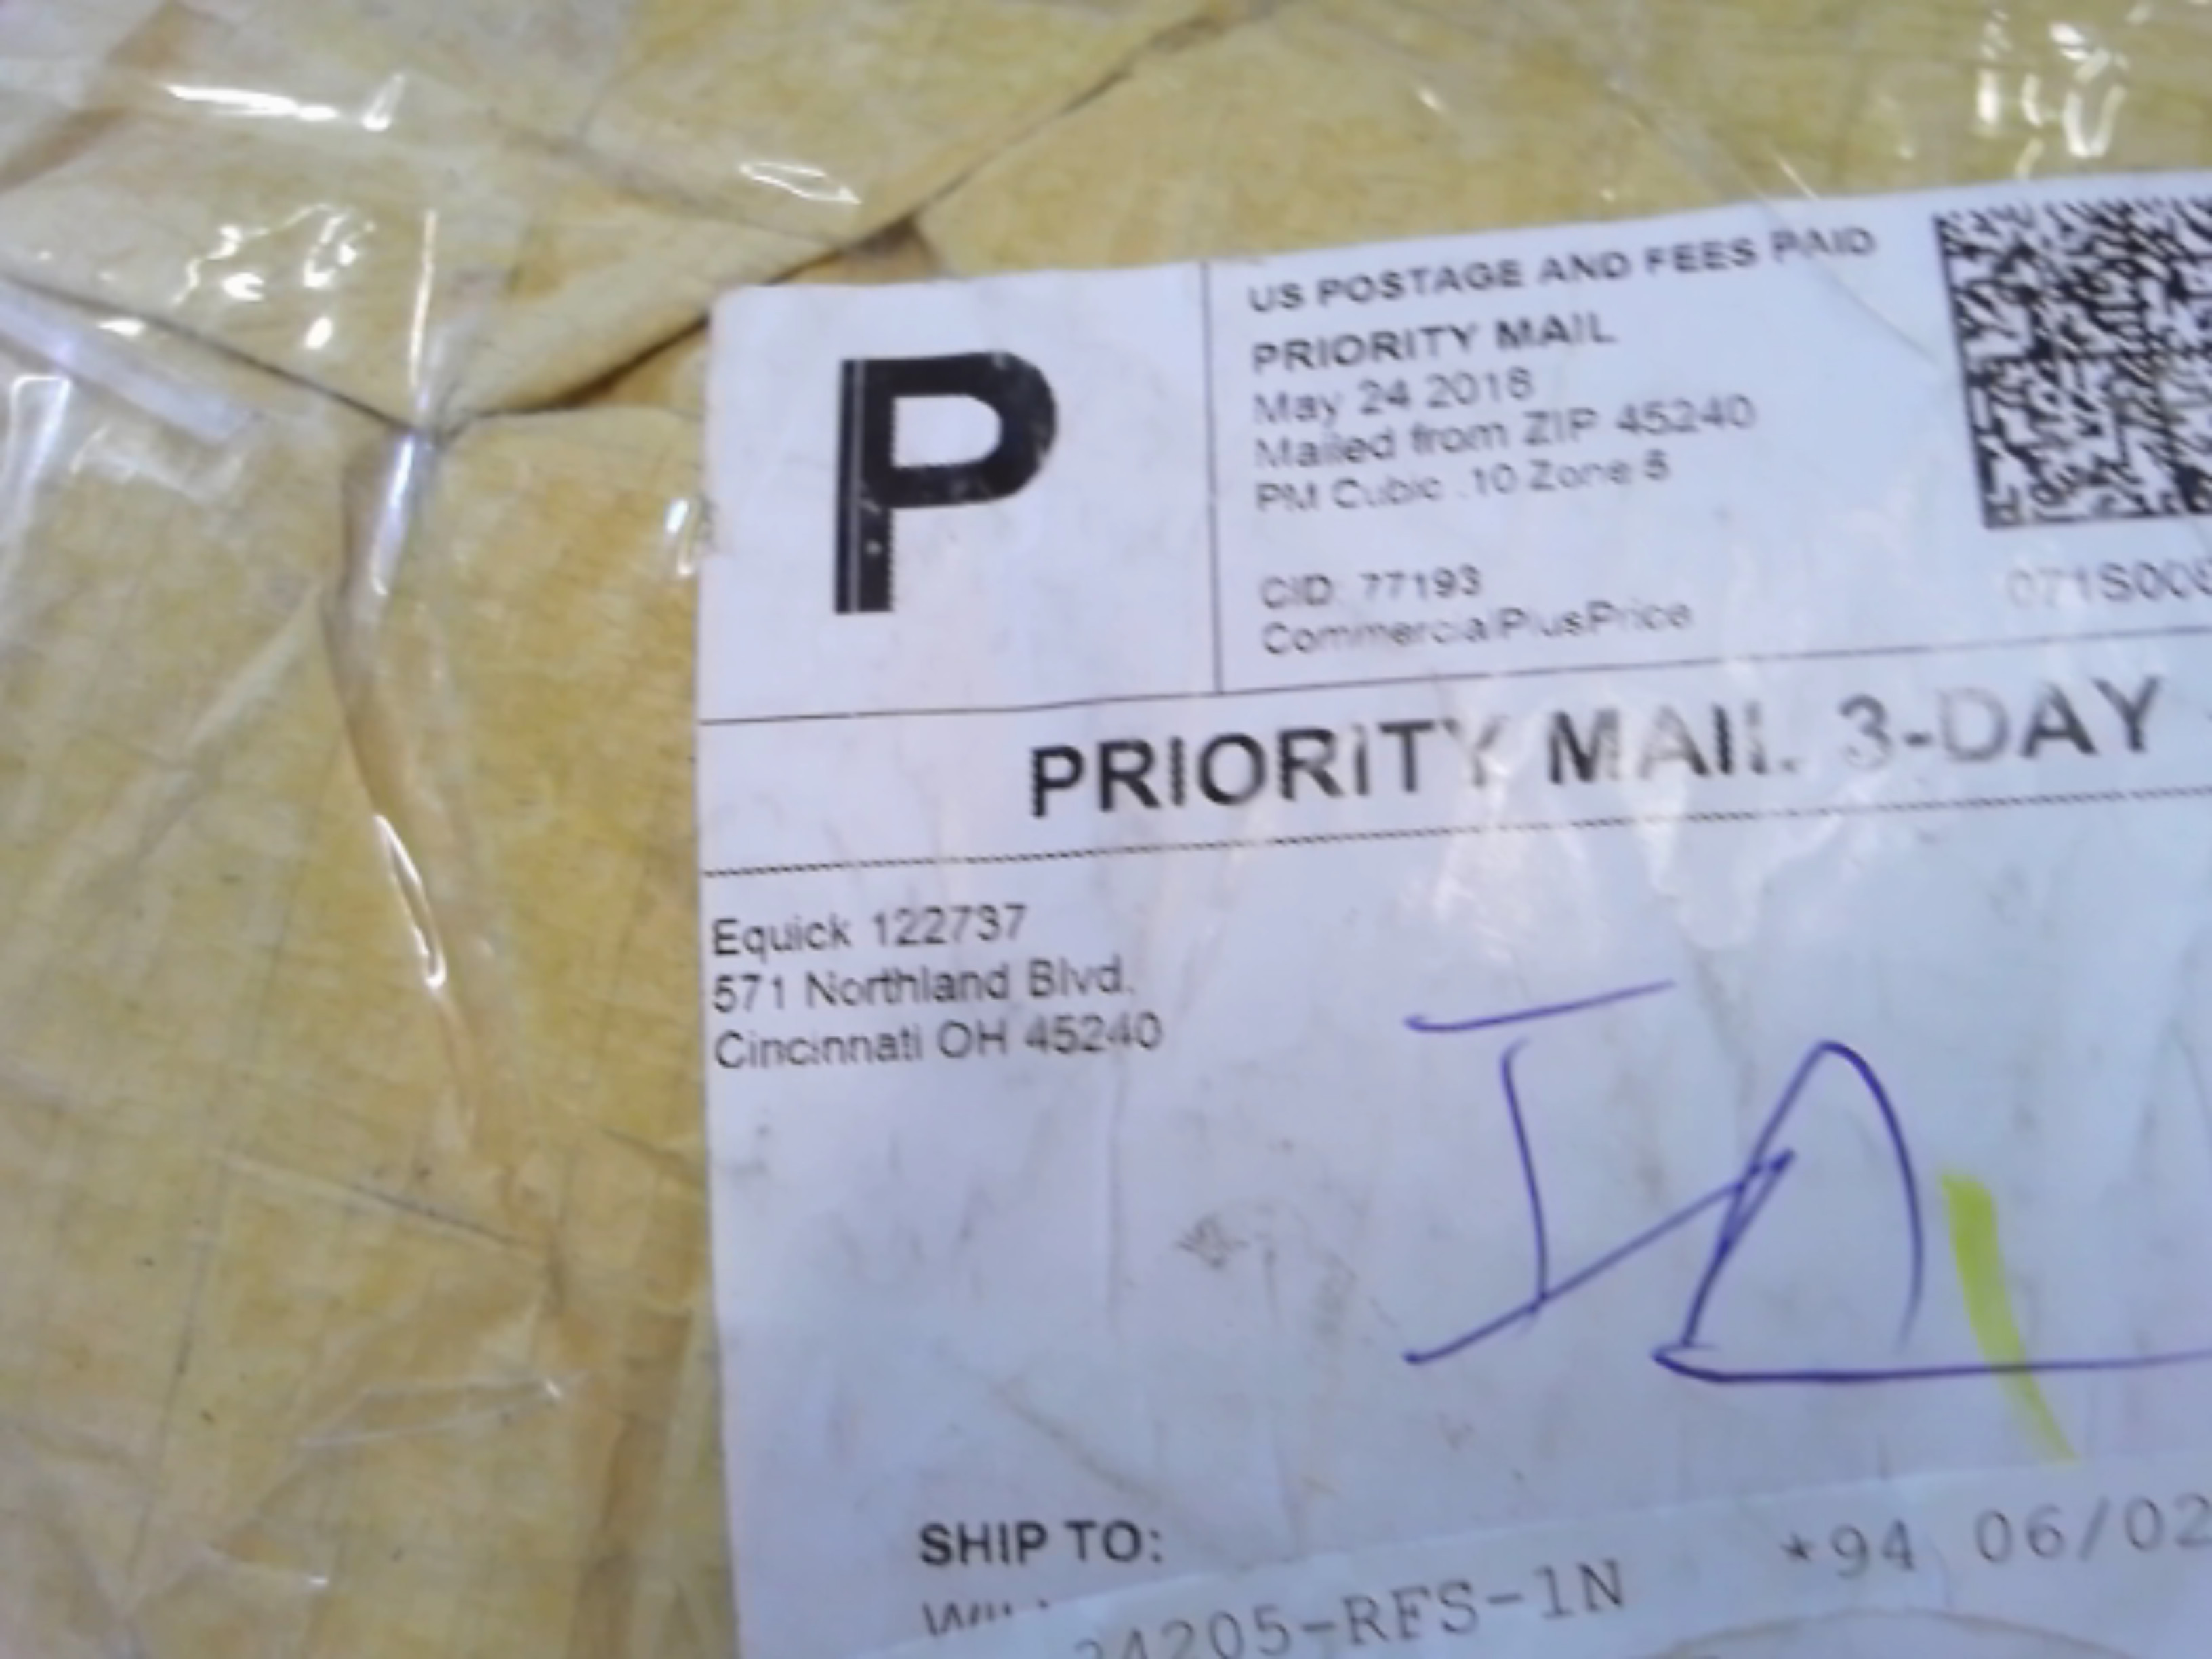 P
US POSTAGE AND FEES PAID
PRIORITY MAIL
May 24 2018
Mailed from ZIP 45240
PM Cubic .10 Zone 8
CID: 77193
CommercialPlusPrice
071S00
PRIORITY MAIL 3-DAY
Equick 122737
571 Northland Blvd.
Cincinnati OH 45240
SHIP TO:
*94 06/02
4205-RFS-1N